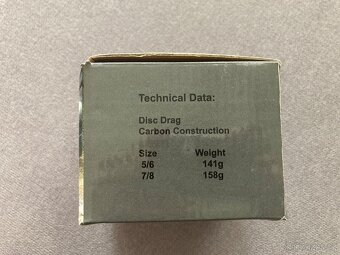 Technical Data:
Disc Drag
Carbon Construction
Size Weight
5/6 141g
7/8 158g